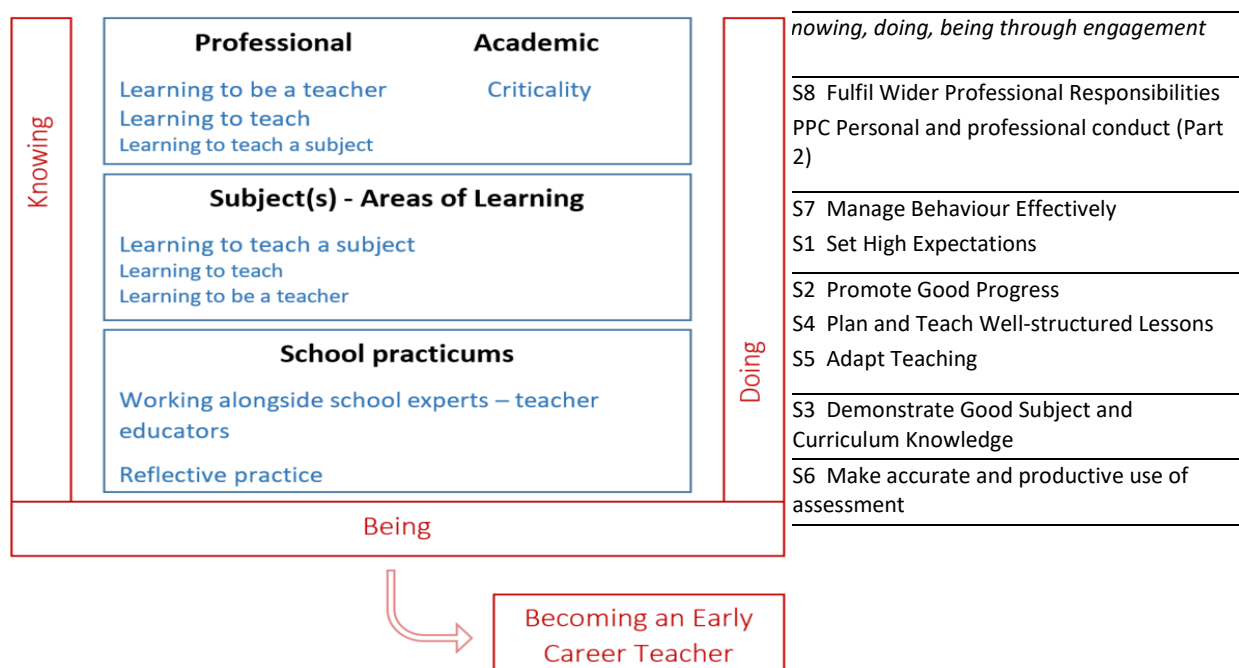 Knowing
Professional
Academic
Learning to be a teacher
Criticality
Learning to teach
Learning to teach a subject
Subject(s) - Areas of Learning
Learning to teach a subject
Learning to teach
Learning to be a teacher
School practicums
Working alongside school experts – teacher
educators
Reflective practice
Doing
Being
Becoming an Early
Career Teacher
nowing, doing, being through engagement
S8 Fulfil Wider Professional Responsibilities
PPC Personal and professional conduct (Part
2)
S7 Manage Behaviour Effectively
S1 Set High Expectations
S2 Promote Good Progress
S4 Plan and Teach Well-structured Lessons
S5 Adapt Teaching
S3 Demonstrate Good Subject and
Curriculum Knowledge
S6 Make accurate and productive use of
assessment